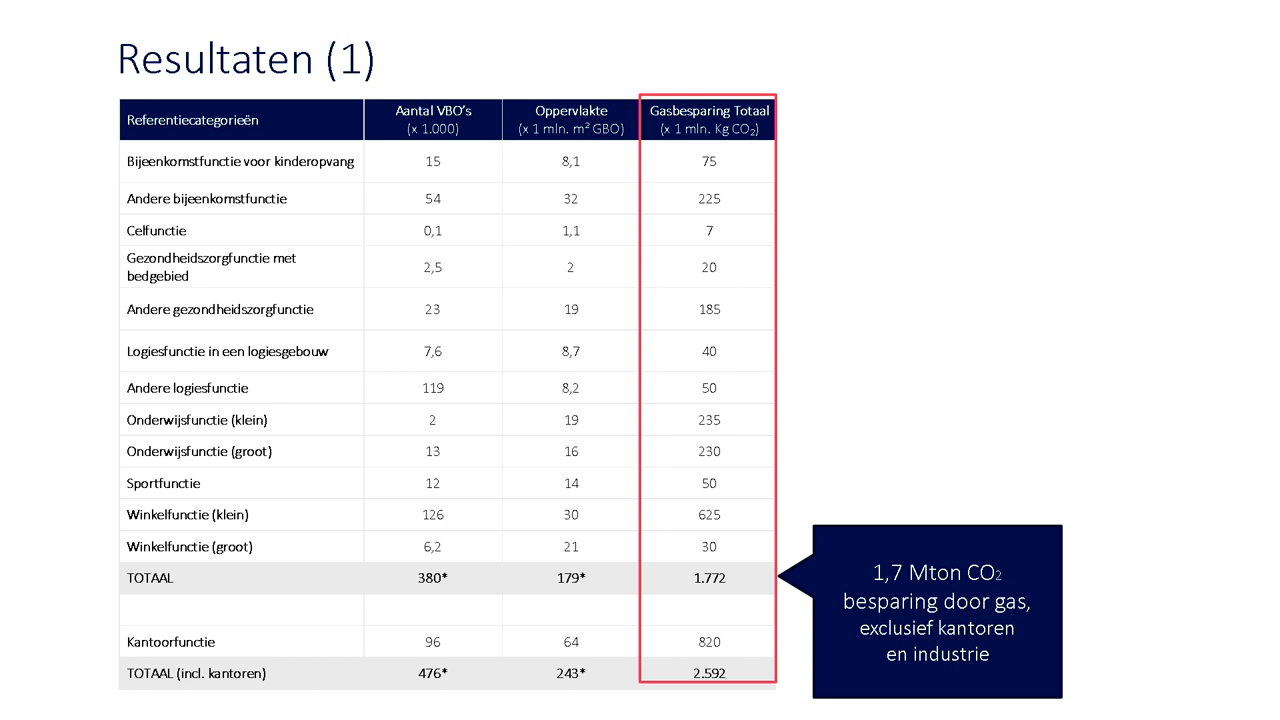 Resultaten (1)
Referentiecategorieën Aantal VBO's (x 1.000) Oppervlakte (x 1 mln. m² GBO) Gasbesparing Totaal (x 1 mln. Kg CO₂)
Bijeenkomstfunctie voor kinderopvang 15 8,1 75
Andere bijeenkomstfunctie 54 32 225
Celfunctie 0,1 1,1 7
Gezondheidszorgfunctie met bedgebied 2,5 2 20
Andere gezondheidszorgfunctie 23 19 185
Logiesfunctie in een logiesgebouw 7,6 8,7 40
Andere logiesfunctie 119 8,2 50
Onderwijsfunctie (klein) 2 19 235
Onderwijsfunctie (groot) 13 16 230
Sportfunctie 12 14 50
Winkelfunctie (klein) 126 30 625
Winkelfunctie (groot) 6,2 21 30
TOTAAL 380* 179* 1.772
Kantoorfunctie 96 64 820
TOTAAL (incl. kantoren) 476* 243* 2.592
1,7 Mton CO₂
besparing door gas,
exclusief kantoren
en industrie